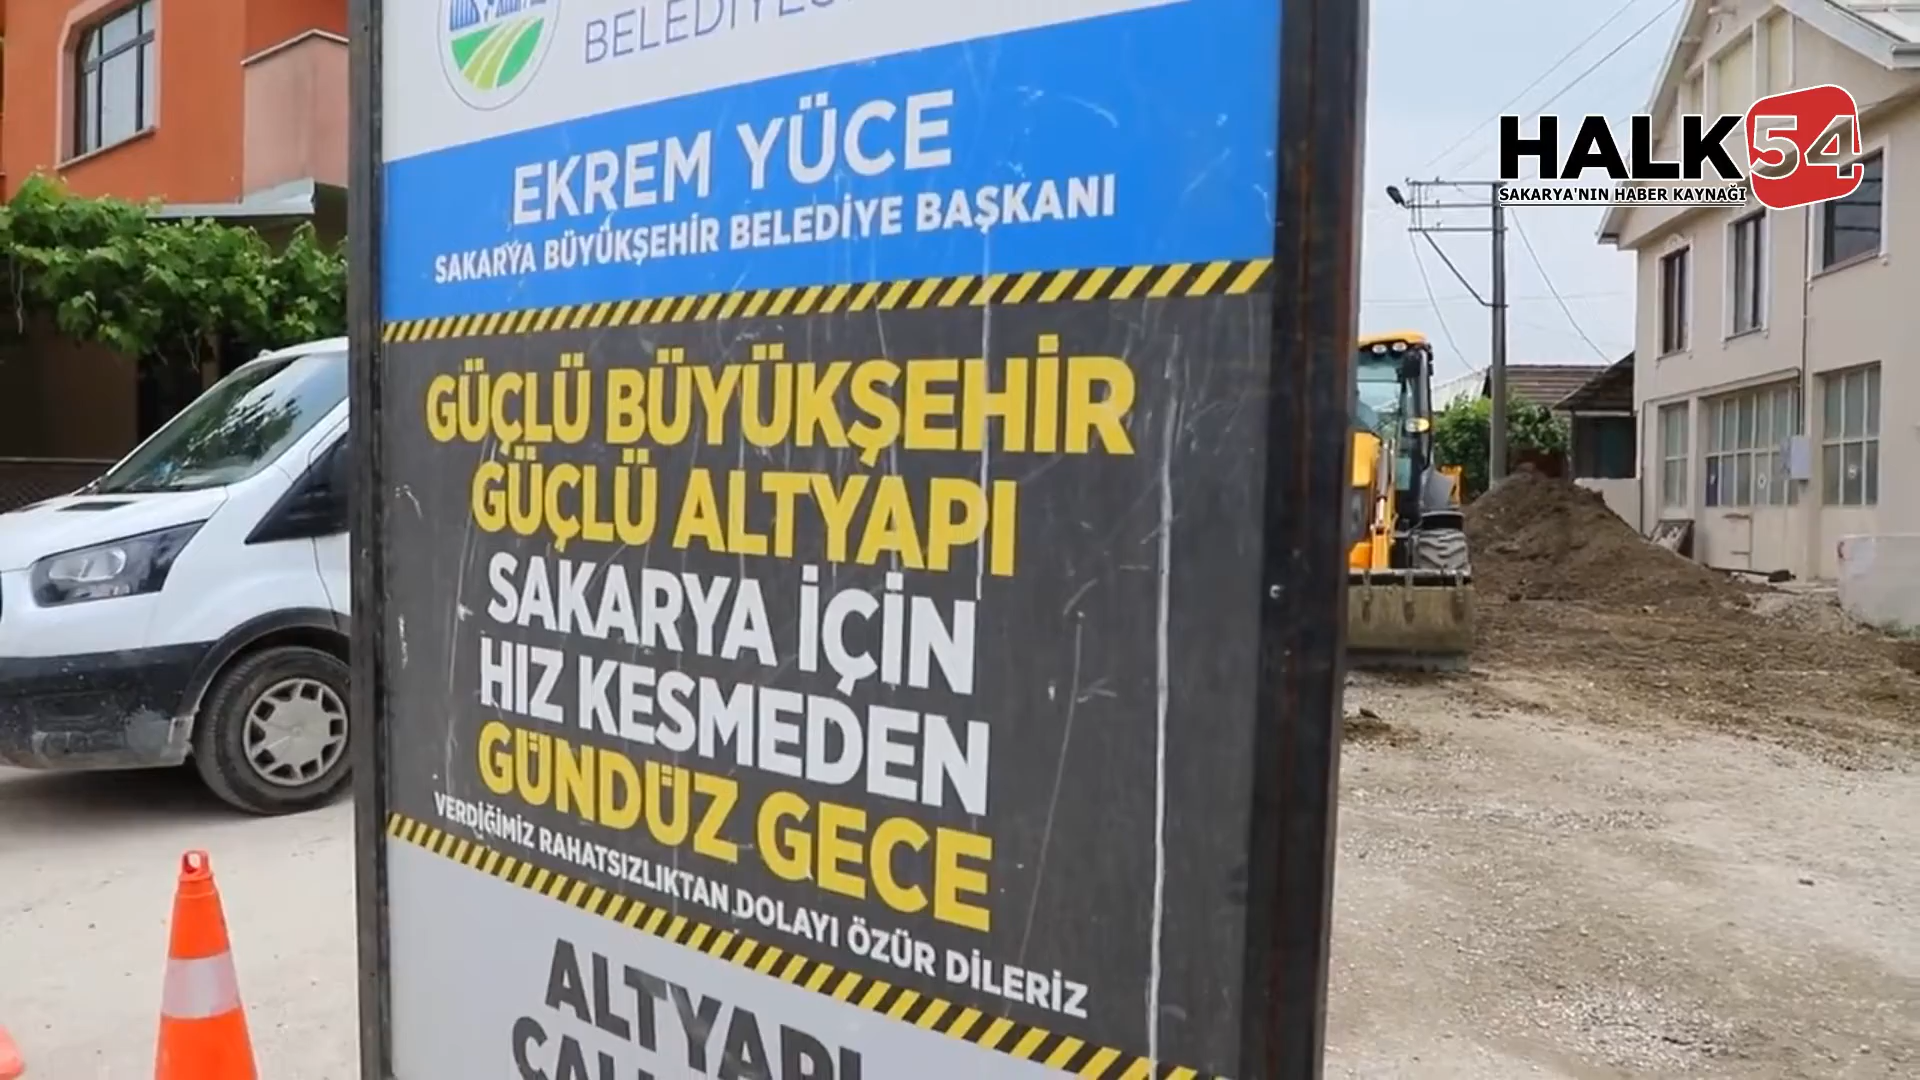 BELEDİYESİ
EKREM YÜCE
SAKARYA BÜYÜKŞEHİR BELEDİYE BAŞKANI
GÜÇLÜ BÜYÜKŞEHİR
GÜÇLÜ ALTYAPI
SAKARYA İÇİN
HIZ KESMEDEN
GÜNDÜZ GECE
VERDİĞİMİZ RAHATSIZLIKTAN DOLAYI ÖZÜR DİLERİZ
ALTYAPI
HALK54
SAKARYA'NIN HABER KAYNAĞI